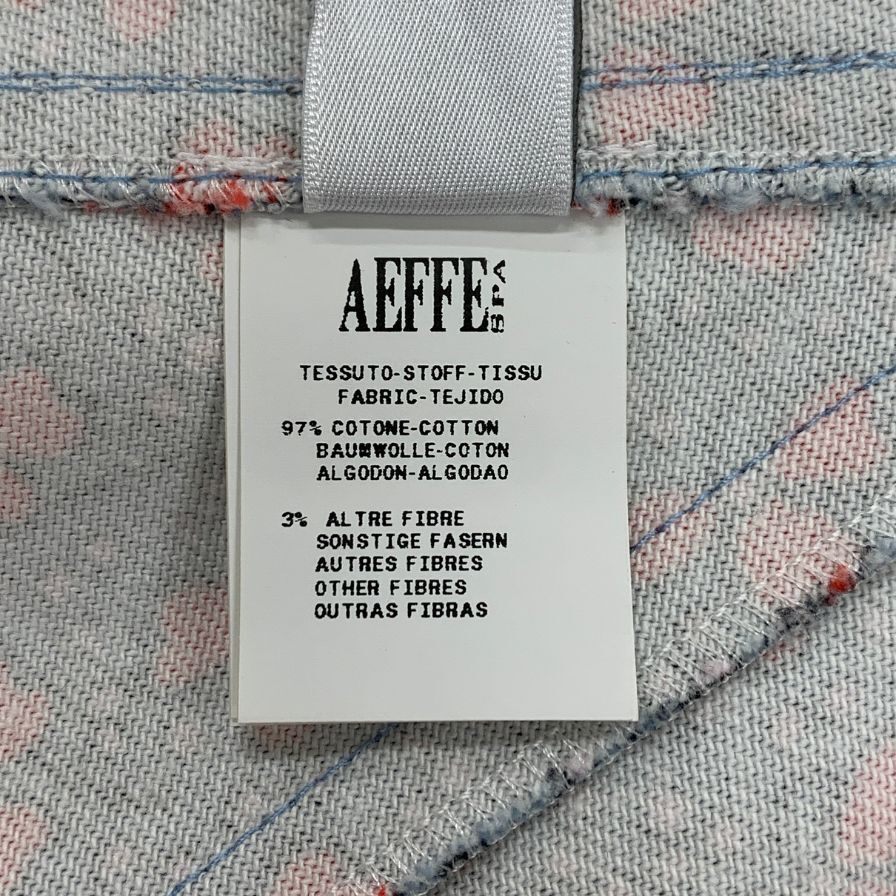 AEFFE SPA
TESSUTO-STOFF-TISSU
FABRIC-TEJIDO
97% COTONE-COTTON
BAUMWOLLE-COTON
ALGODON-ALGODAO
3% ALTRE FIBRE
SONSTIGE FASERN
AUTRES FIBRES
OTHER FIBRES
OUTRAS FIBRAS